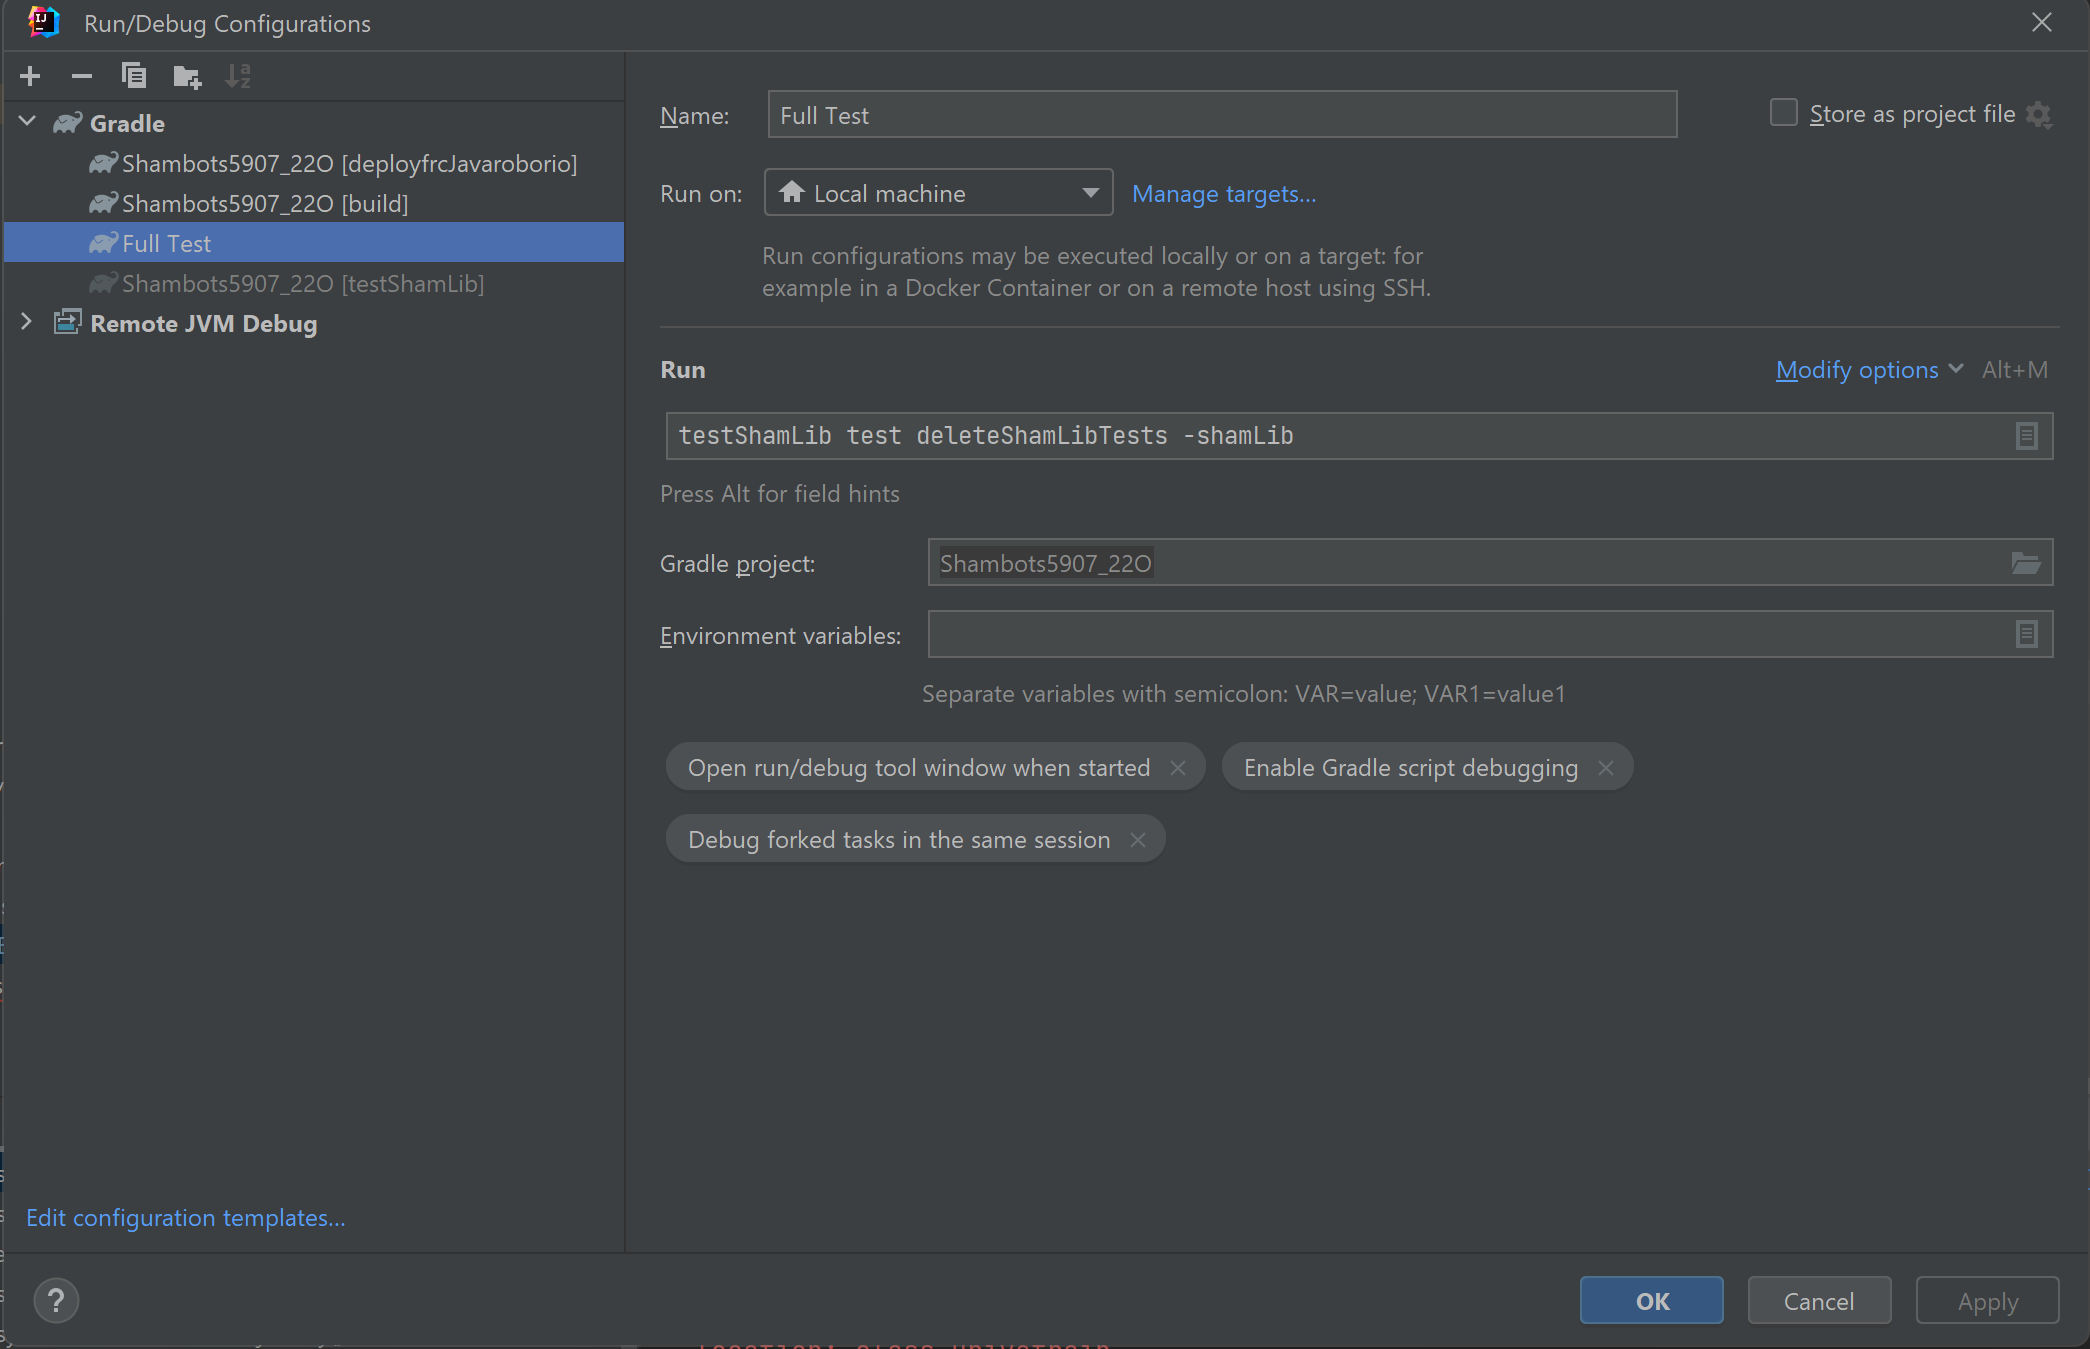 Run/Debug Configurations
Gradle
Shambots5907_22O [deployfrcJavaroborio]
Shambots5907_22O [build]
Full Test
Shambots5907_22O [testShamLib]
Remote JVM Debug
Edit configuration templates...
Name: Full Test
Store as project file
Run on: Local machine Manage targets...
Run configurations may be executed locally or on a target: for
example in a Docker Container or on a remote host using SSH.
Run
Modify options Alt+M
testShamLib test deleteShamLibTests -shamLib
Press Alt for field hints
Gradle project: Shambots5907_22O
Environment variables:
Separate variables with semicolon: VAR=value; VAR1=value1
Open run/debug tool window when started
Enable Gradle script debugging
Debug forked tasks in the same session
?
OK
Cancel
Apply